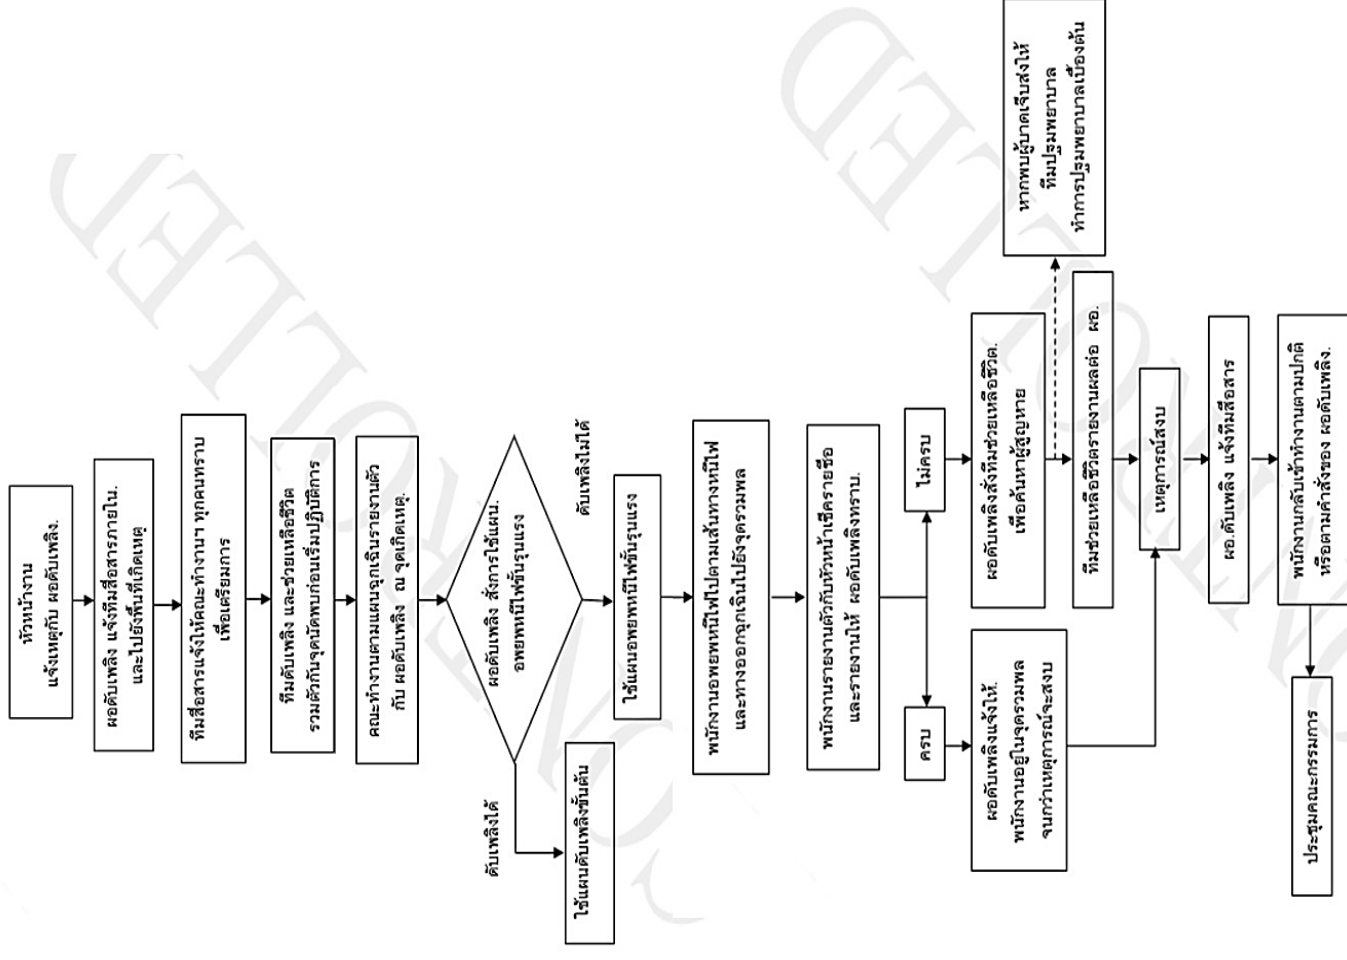 หัวหน้างาน
แจ้งเหตุกับ ผอดับเพลิง.
ผอดับเพลิง แจ้งทีมสื่อสารภายใน.
และไปยังพื้นที่เกิดเหตุ
ทีมสื่อสารแจ้งให้คณะทำงานฯ ทุกคนทราบ
เพื่อเตรียมการ
ทีมดับเพลิง และช่วยเหลือชีวิต
รวมตัวกันจุดนัดพบก่อนเริ่มปฏิบัติการ
คณะทำงานตามแผนฉุกเฉินรายงานตัว
กับ ผอดับเพลิง ณ จุดเกิดเหตุ.
ผอดับเพลิง สั่งการใช้แผน.
อพยพหนีไฟขั้นรุนแรง
ดับเพลิงได้
ดับเพลิงไม่ได้
ใช้แผนดับเพลิงขั้นต้น
ใช้แผนอพยพหนีไฟขั้นรุนแรง
พนักงานอพยพหนีไฟไปตามเส้นทางหนีไฟ
และทางออกฉุกเฉินไปยังจุดรวมพล
พนักงานรายงานตัวกับหัวหน้าเช็ครายชื่อ
และรายงานให้ ผอดับเพลิงทราบ.
ครบ
ไม่ครบ
ผอดับเพลิงแจ้งให้.
พนักงานอยู่ในจุดรวมพล
จนกว่าเหตุการณ์จะสงบ
ผอดับเพลิงสั่งทีมช่วยเหลือชีวิต.
เพื่อค้นหาผู้สูญหาย
หากพบผู้บาดเจ็บส่งให้
ทีมปฐมพยาบาล
ทำการปฐมพยาบาลเบื้องต้น
ทีมช่วยเหลือชีวิตรายงานผลต่อ ผอ.
เหตุการณ์สงบ
ผอ.ดับเพลิง แจ้งทีมสื่อสาร
พนักงานกลับเข้าทำงานตามปกติ
หรือตามคำสั่งของ ผอดับเพลิง.
ประชุมคณะกรรมการ